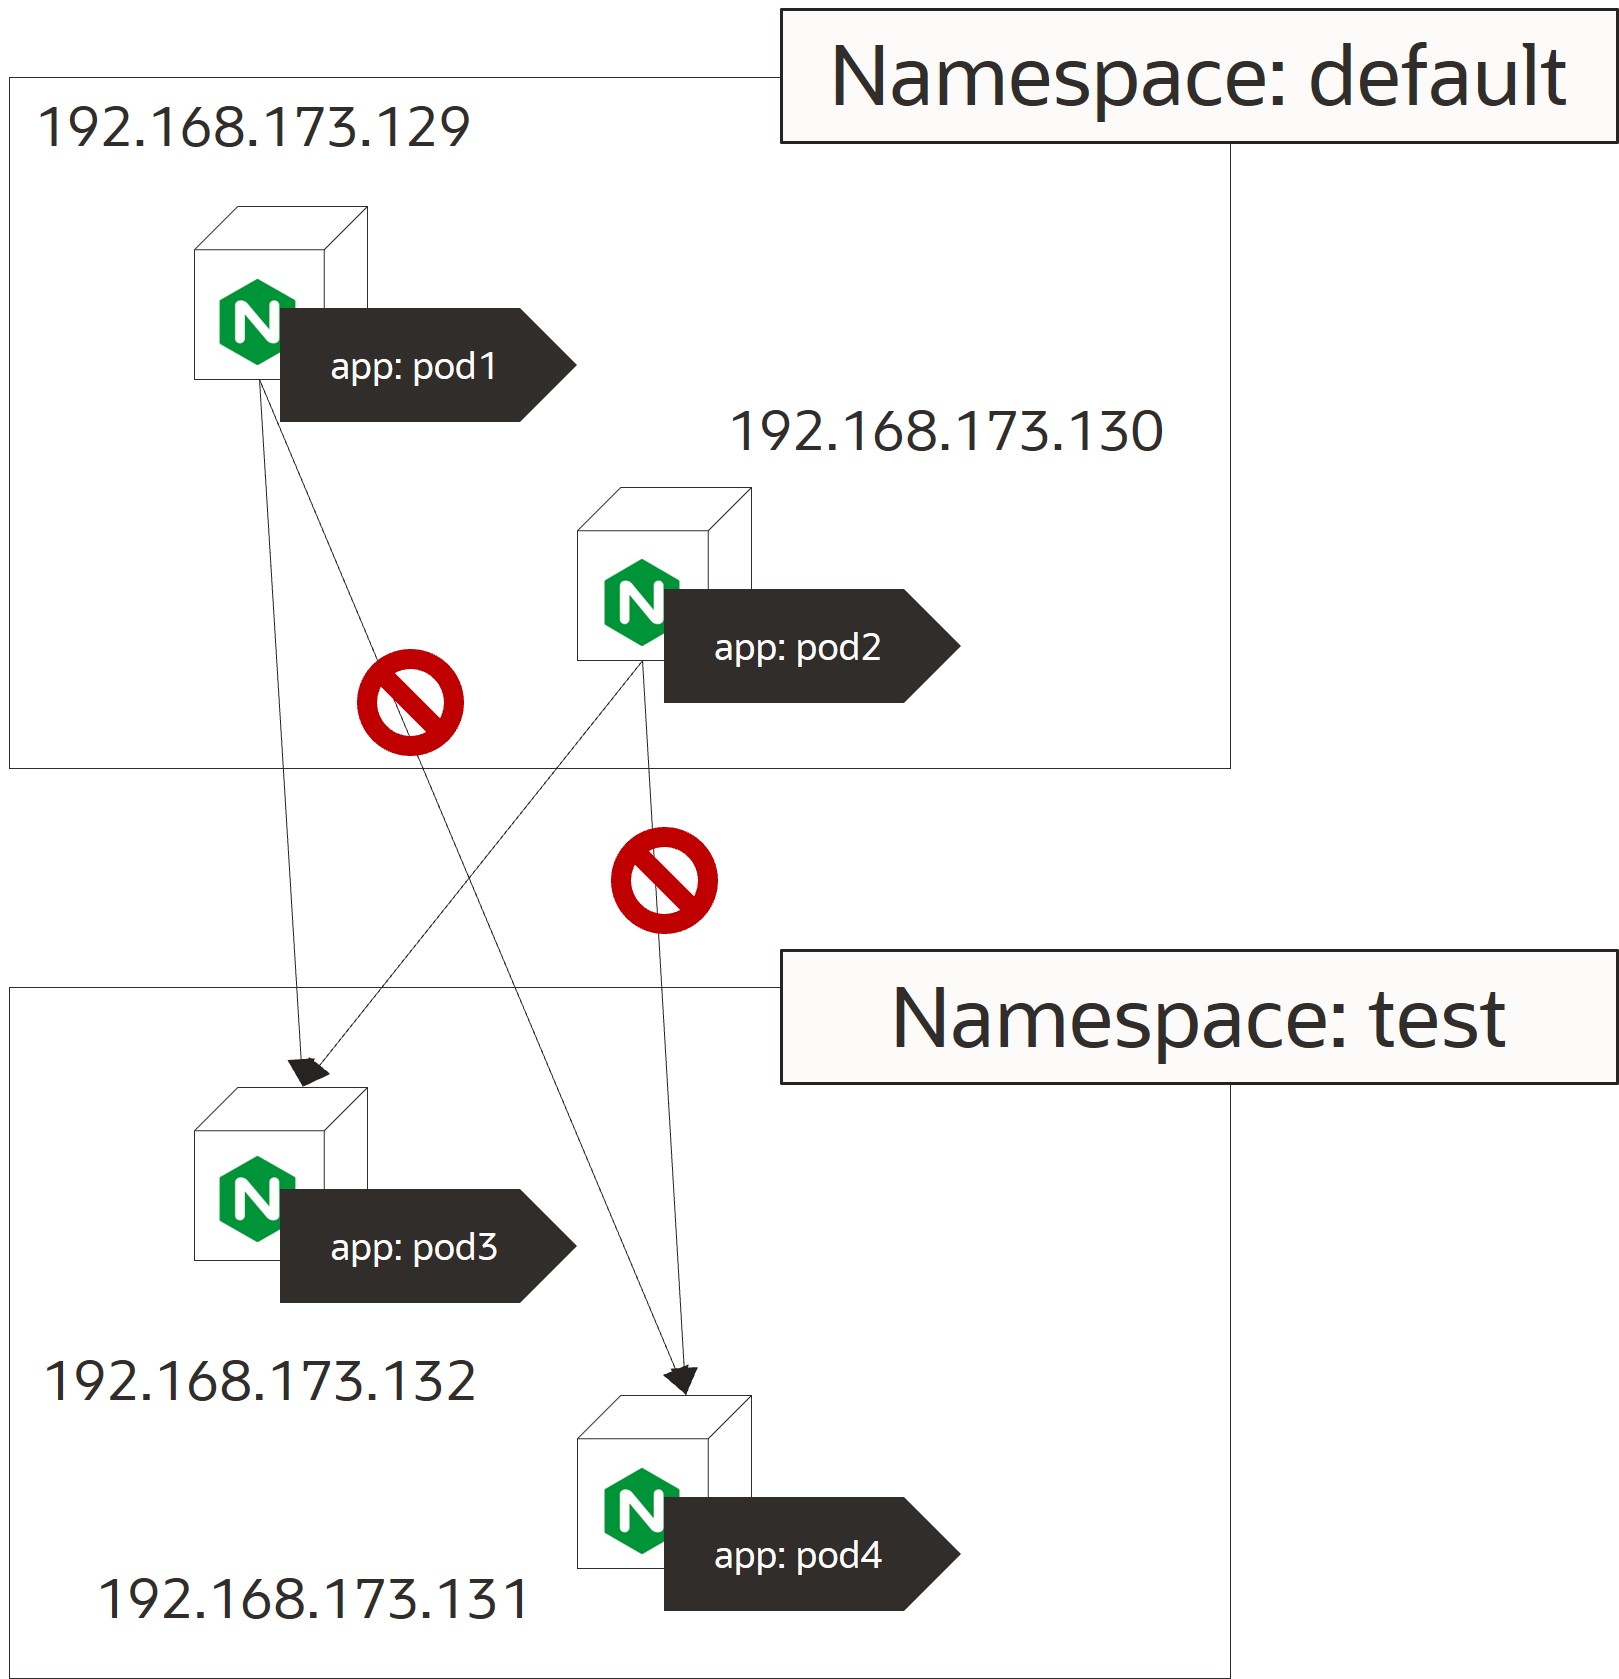 Namespace: default
192.168.173.129
app: pod1
192.168.173.130
app: pod2
Namespace: test
app: pod3
192.168.173.132
app: pod4
192.168.173.131